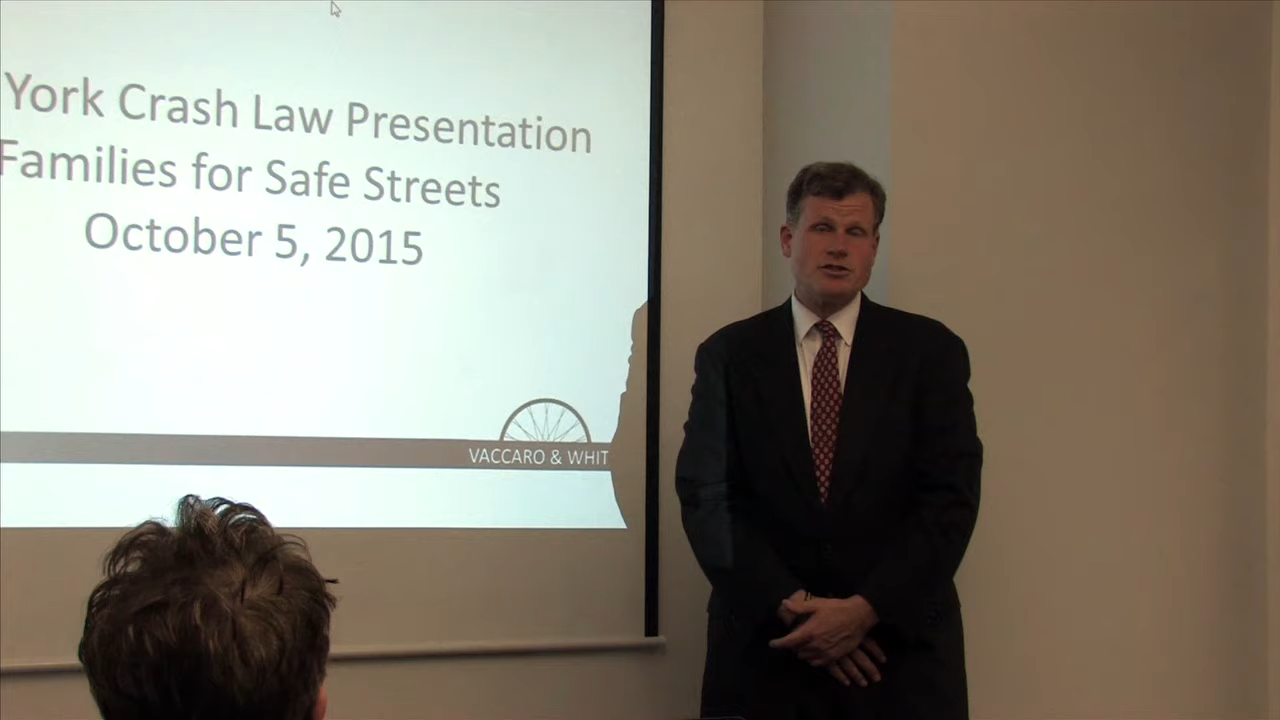 York Crash Law Presentation
Families for Safe Streets
October 5, 2015
VACCARO & WHIT